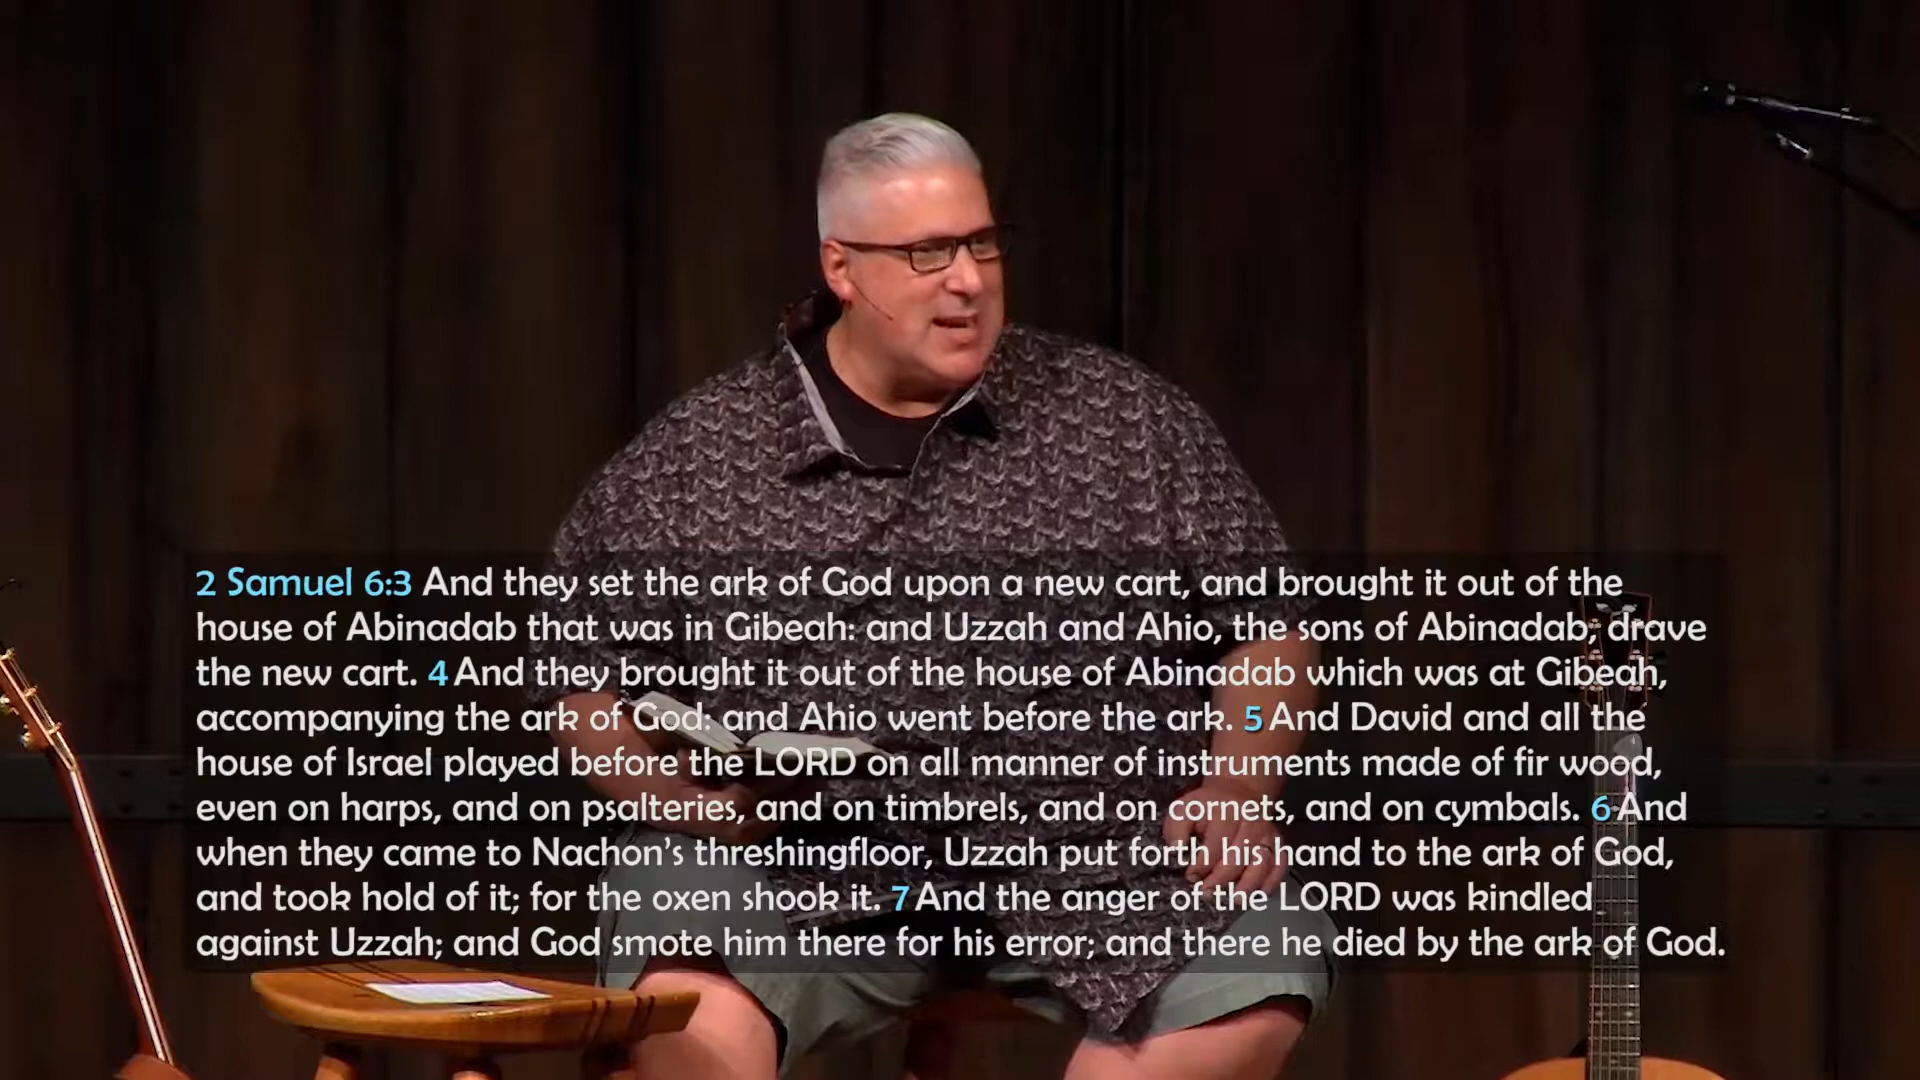 2 Samuel 6:3 And they set the ark of God upon a new cart, and brought it out of the
house of Abinadab that was in Gibeah: and Uzzah and Ahio, the sons of Abinadab, drave
the new cart. 4 And they brought it out of the house of Abinadab which was at Gibeah,
accompanying the ark of God: and Ahio went before the ark. 5 And David and all the
house of Israel played before the LORD on all manner of instruments made of fir wood,
even on harps, and on psalteries, and on timbrels, and on cornets, and on cymbals. 6 And
when they came to Nachon’s threshingfloor, Uzzah put forth his hand to the ark of God,
and took hold of it; for the oxen shook it. 7 And the anger of the LORD was kindled
against Uzzah; and God smote him there for his error; and there he died by the ark of God.